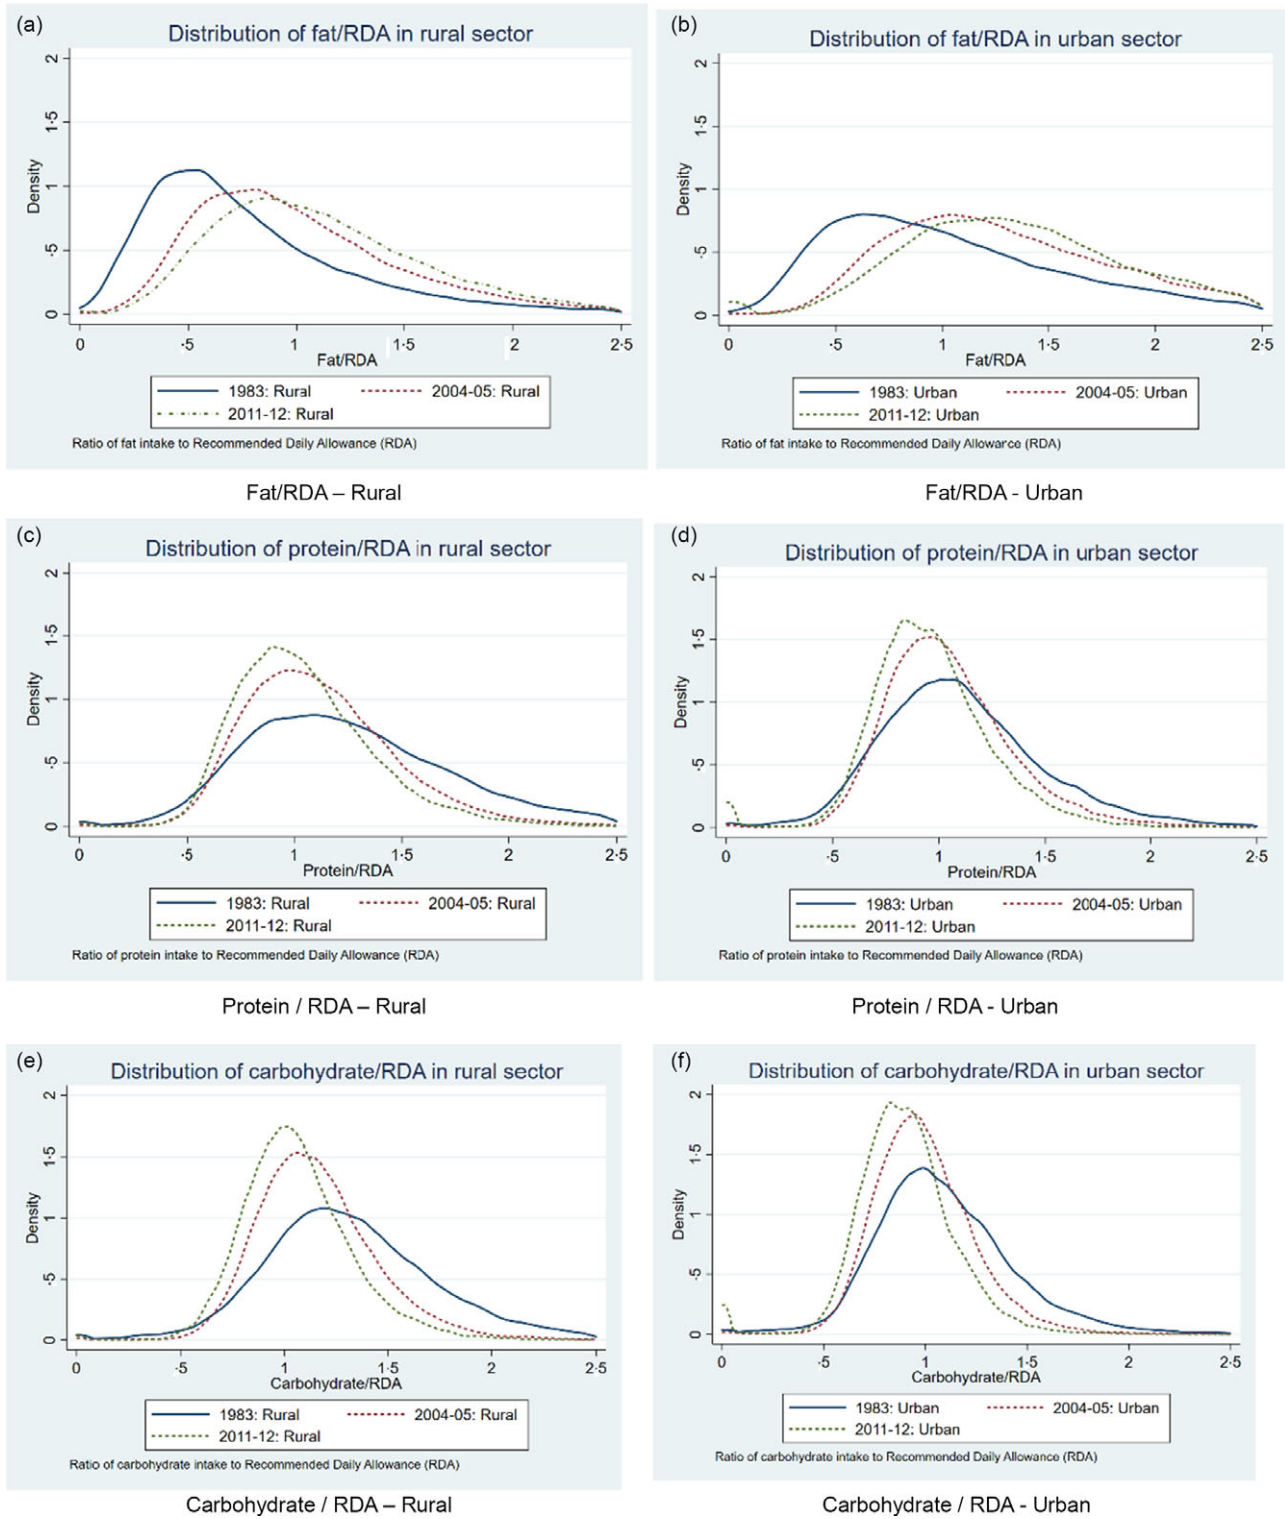 (a)
Distribution of fat/RDA in rural sector
2
1·5
1
·5
0
Density
0 ·5 1 1·5 2 2·5
Fat/RDA
1983: Rural 2004-05: Rural
2011-12: Rural
Ratio of fat intake to Recommended Daily Allowance (RDA)
Fat/RDA – Rural
(b)
Distribution of fat/RDA in urban sector
2
1·5
1
·5
0
Density
0 ·5 1 1·5 2 2·5
Fat/RDA
1983: Urban 2004-05: Urban
2011-12: Urban
Ratio of fat intake to Recommended Daily Allowance (RDA)
Fat/RDA - Urban
(c)
Distribution of protein/RDA in rural sector
2
1·5
1
·5
0
Density
0 ·5 1 1·5 2 2·5
Protein/RDA
1983: Rural 2004-05: Rural
2011-12: Rural
Ratio of protein intake to Recommended Daily Allowance (RDA)
Protein / RDA – Rural
(d)
Distribution of protein/RDA in urban sector
2
1·5
1
·5
0
Density
0 ·5 1 1·5 2 2·5
Protein/RDA
1983: Urban 2004-05: Urban
2011-12: Urban
Ratio of protein intake to Recommended Daily Allowance (RDA)
Protein / RDA - Urban
(e)
Distribution of carbohydrate/RDA in rural sector
2
1·5
1
·5
0
Density
0 ·5 1 1·5 2 2·5
Carbohydrate/RDA
1983: Rural 2004-05: Rural
2011-12: Rural
Ratio of carbohydrate intake to Recommended Daily Allowance (RDA)
Carbohydrate / RDA – Rural
(f)
Distribution of carbohydrate/RDA in urban sector
2
1·5
1
·5
0
Density
0 ·5 1 1·5 2 2·5
Carbohydrate/RDA
1983: Urban 2004-05: Urban
2011-12: Urban
Ratio of carbohydrate intake to Recommended Daily Allowance (RDA)
Carbohydrate / RDA - Urban